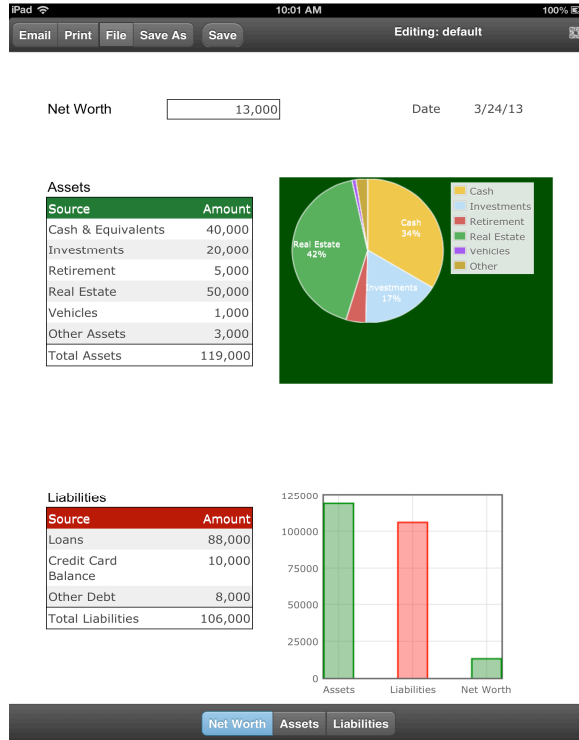 iPad 10:01 AM 100%
Email Print File Save As Save Editing: default
Net Worth 13,000 Date 3/24/13
Assets
Source Amount
Cash & Equivalents 40,000
Investments 20,000
Retirement 5,000
Real Estate 50,000
Vehicles 1,000
Other Assets 3,000
Total Assets 119,000
Cash
34%
Real Estate
42%
Investments
17%
Cash
Investments
Retirement
Real Estate
Vehicles
Other
Liabilities
Source Amount
Loans 88,000
Credit Card 10,000
Balance
Other Debt 8,000
Total Liabilities 106,000
125000
100000
75000
50000
25000
0
Assets Liabilities Net Worth
Net Worth Assets Liabilities